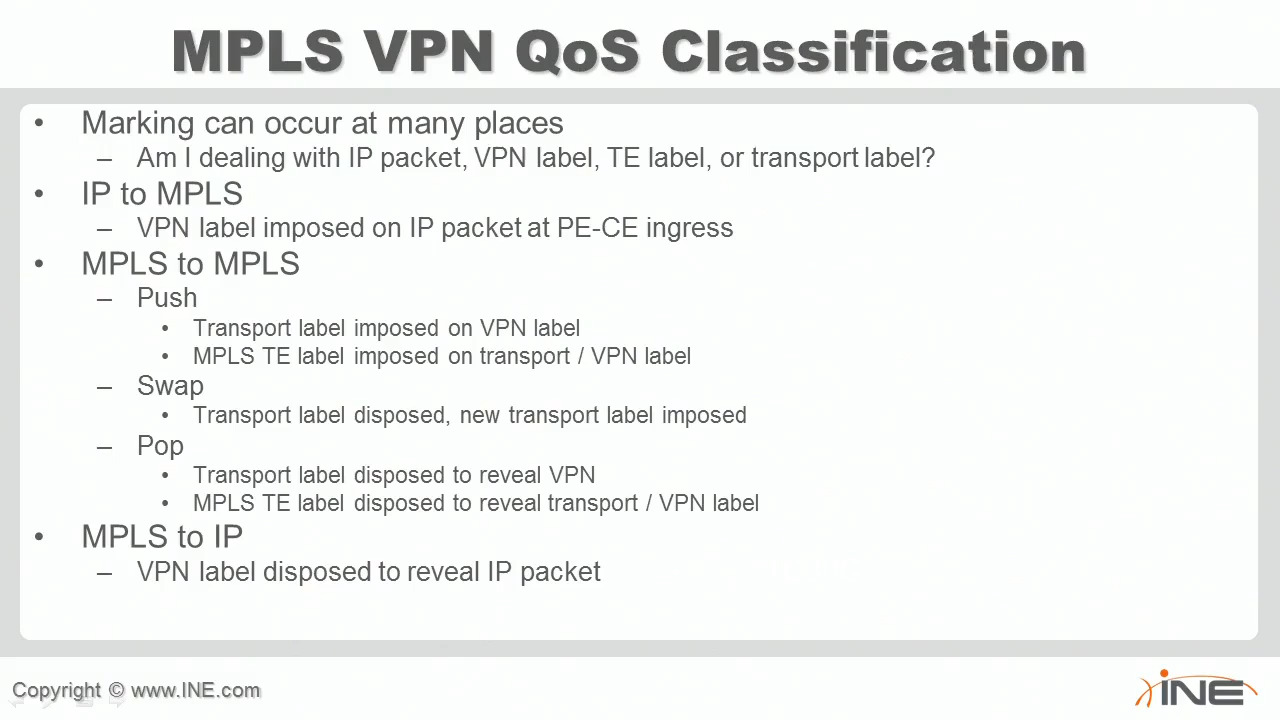 MPLS VPN QoS Classification
• Marking can occur at many places
– Am I dealing with IP packet, VPN label, TE label, or transport label?
• IP to MPLS
– VPN label imposed on IP packet at PE-CE ingress
• MPLS to MPLS
– Push
• Transport label imposed on VPN label
• MPLS TE label imposed on transport / VPN label
– Swap
• Transport label disposed, new transport label imposed
– Pop
• Transport label disposed to reveal VPN
• MPLS TE label disposed to reveal transport / VPN label
• MPLS to IP
– VPN label disposed to reveal IP packet
Copyright © www.INE.com
INE